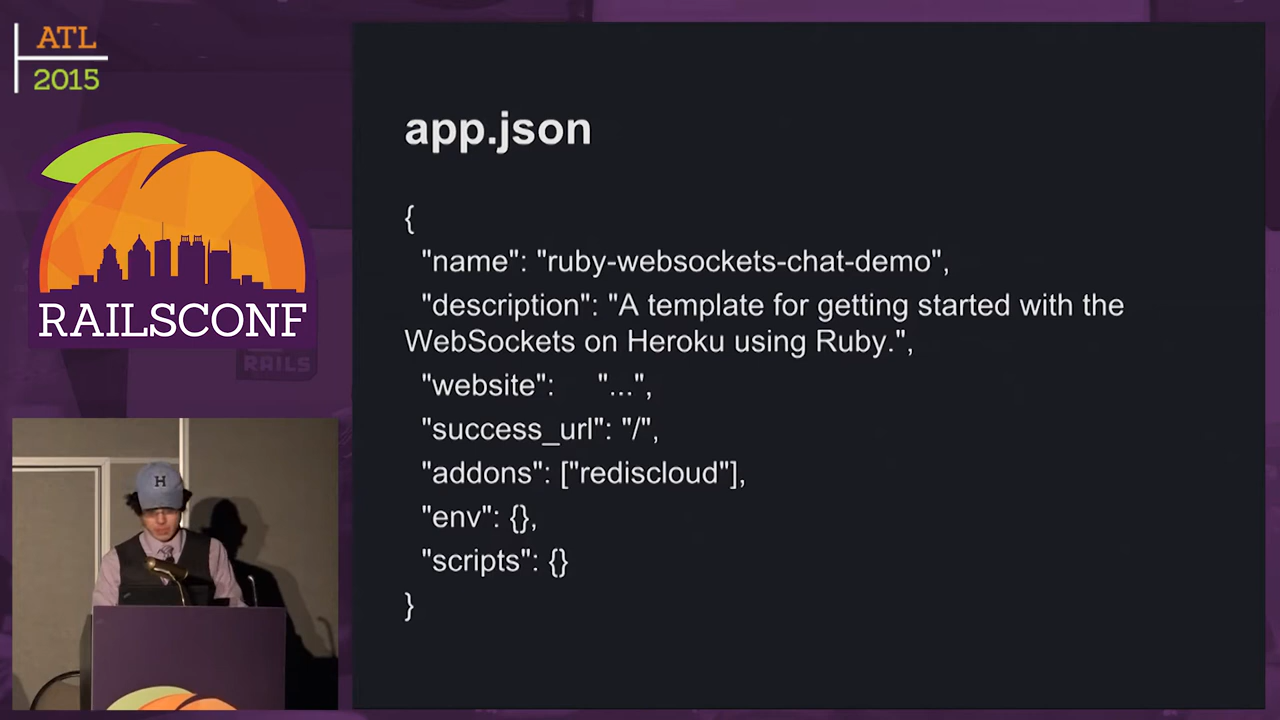 ATL
2015
RAILSCONF
RAILS
H
app.json
{
"name": "ruby-websockets-chat-demo",
"description": "A template for getting started with the
WebSockets on Heroku using Ruby.",
"website": "...",
"success_url": "/",
"addons": ["rediscloud"],
"env": {},
"scripts": {}
}